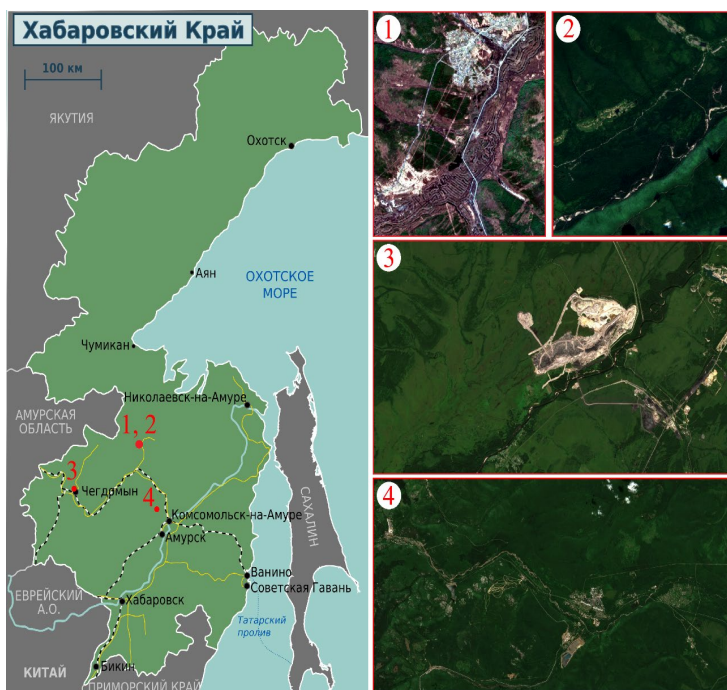 Хабаровский Край
100 км
ЯКУТИЯ
Охотск
Аян
ОХОТСКОЕ
МОРЕ
Чумикан
Николаевск-на-Амуре
АМУРСКАЯ
ОБЛАСТЬ
1, 2
3
Чегдомын
4
Комсомольск-на-Амуре
Амурск
САХАЛИН
Ванино
Советская Гавань
ЕВРЕЙСКИЙ
А.О.
Хабаровск
Татарский
пролив
КИТАЙ
Бикин
ПРИМОРСКИЙ КРАЙ
1
2
3
4